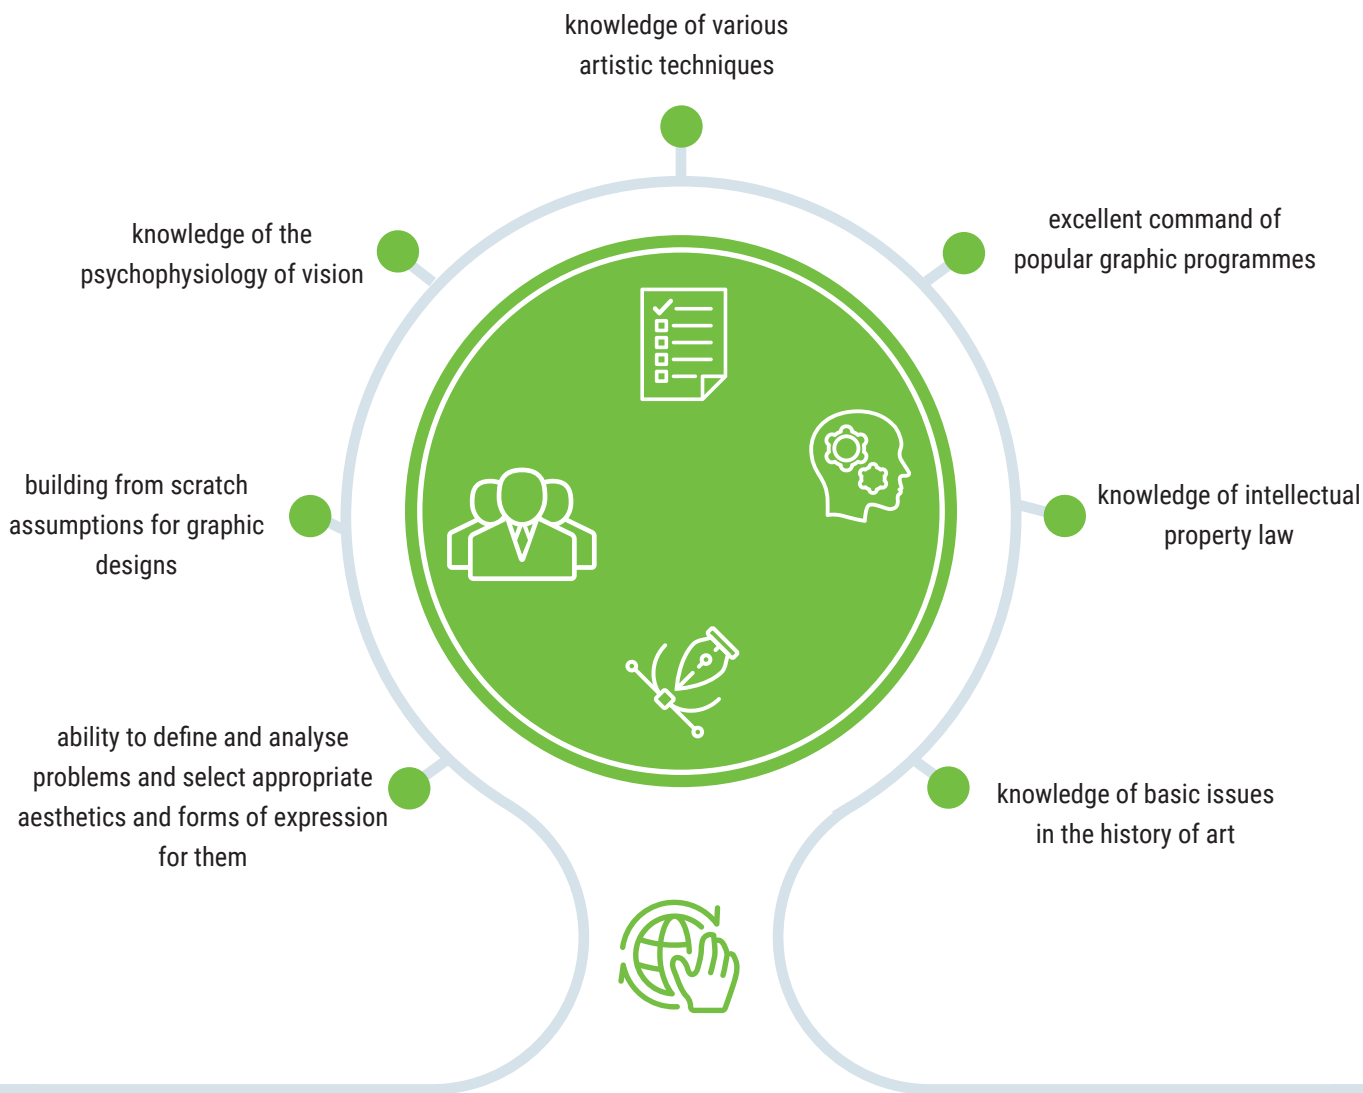 knowledge of various
artistic techniques
knowledge of the
psychophysiology of vision
excellent command of
popular graphic programmes
building from scratch
assumptions for graphic
designs
knowledge of intellectual
property law
ability to define and analyse
problems and select appropriate
aesthetics and forms of expression
for them
knowledge of basic issues
in the history of art